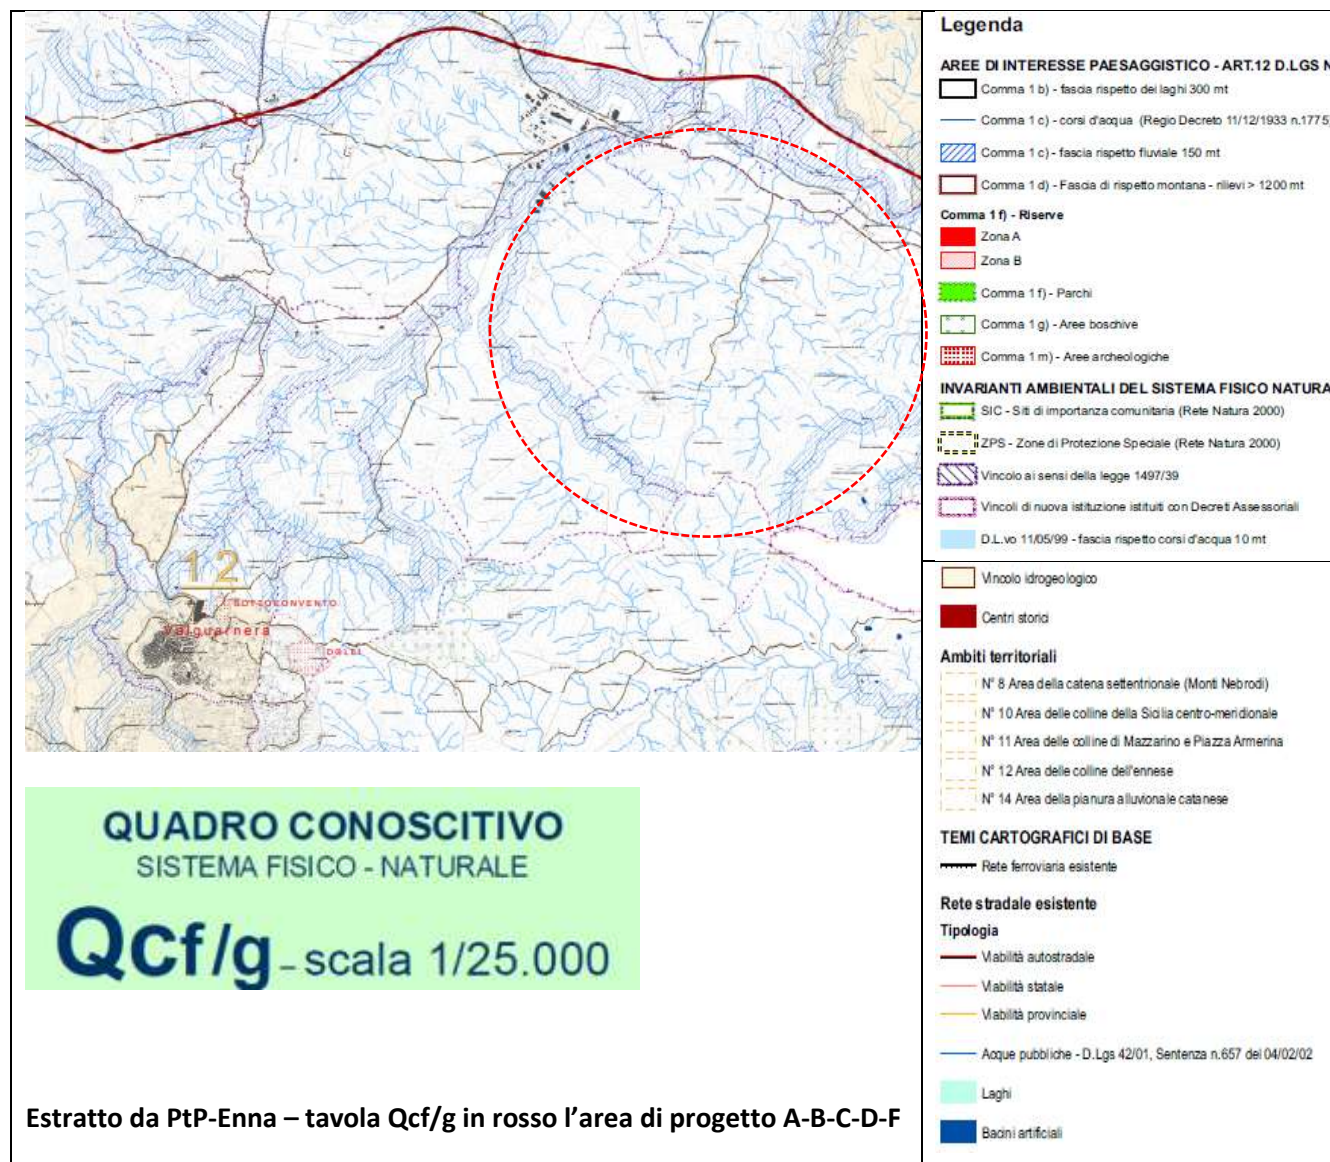 12
SOTTOCONVENTO
Valguarnera
QUADRO CONOSCITIVO
SISTEMA FISICO - NATURALE
Qcf/g – scala 1/25.000
Estratto da PtP-Enna – tavola Qcf/g in rosso l’area di progetto A-B-C-D-F
Legenda
AREE DI INTERESSE PAESAGGISTICO - ART.12 D.LGS N
Comma 1 b) - fascia rispetto dei laghi 300 mt
Comma 1 c) - corsi d'acqua (Regio Decreto 11/12/1933 n.1775
Comma 1 c) - fascia rispetto fluviale 150 mt
Comma 1 d) - Fascia di rispetto montana - rilievi > 1200 mt
Comma 1 f) - Riserve
Zona A
Zona B
Comma 1 f) - Parchi
Comma 1 g) - Aree boschive
Comma 1 m) - Aree archeologiche
INVARIANTI AMBIENTALI DEL SISTEMA FISICO NATURA
SIC - Siti di importanza comunitaria (Rete Natura 2000)
ZPS - Zone di Protezione Speciale (Rete Natura 2000)
Vincolo ai sensi della legge 1497/39
Vincoli di nuova istituzione istituiti con Decreti Assessoriali
D.L.vo 11/05/99 - fascia rispetto corsi d'acqua 10 mt
Vincolo idrogeologico
Centri storici
Ambiti territoriali
N° 8 Area della catena settentrionale (Monti Nebrodi)
N° 10 Area delle colline della Sicilia centro-meridionale
N° 11 Area delle colline di Mazzarino e Piazza Armerina
N° 12 Area delle colline dell'ennese
N° 14 Area della pianura alluvionale catanese
TEMI CARTOGRAFICI DI BASE
Rete ferroviaria esistente
Rete stradale esistente
Tipologia
Viabilità autostradale
Viabilità statale
Viabilità provinciale
Acque pubbliche - D.Lgs 42/01, Sentenza n.657 del 04/02/02
Laghi
Bacini artificiali